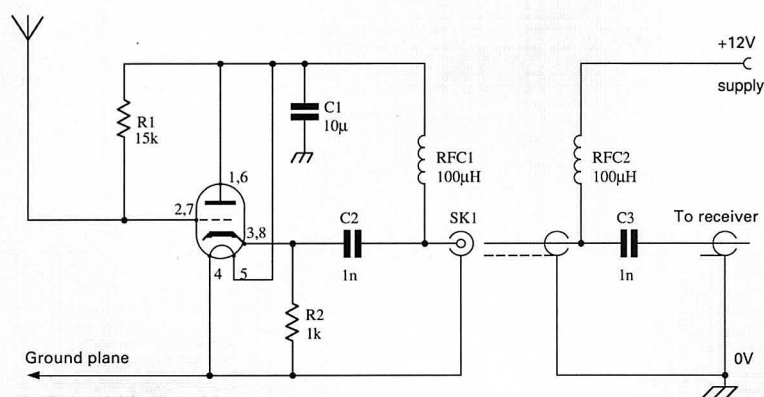 +12V
supply
R1
15k
C1
10µ
RFC1
100µH
RFC2
100µH
1,6
2,7
3,8
4
5
C2
1n
SK1
C3
1n
To receiver
R2
1k
Ground plane
0V